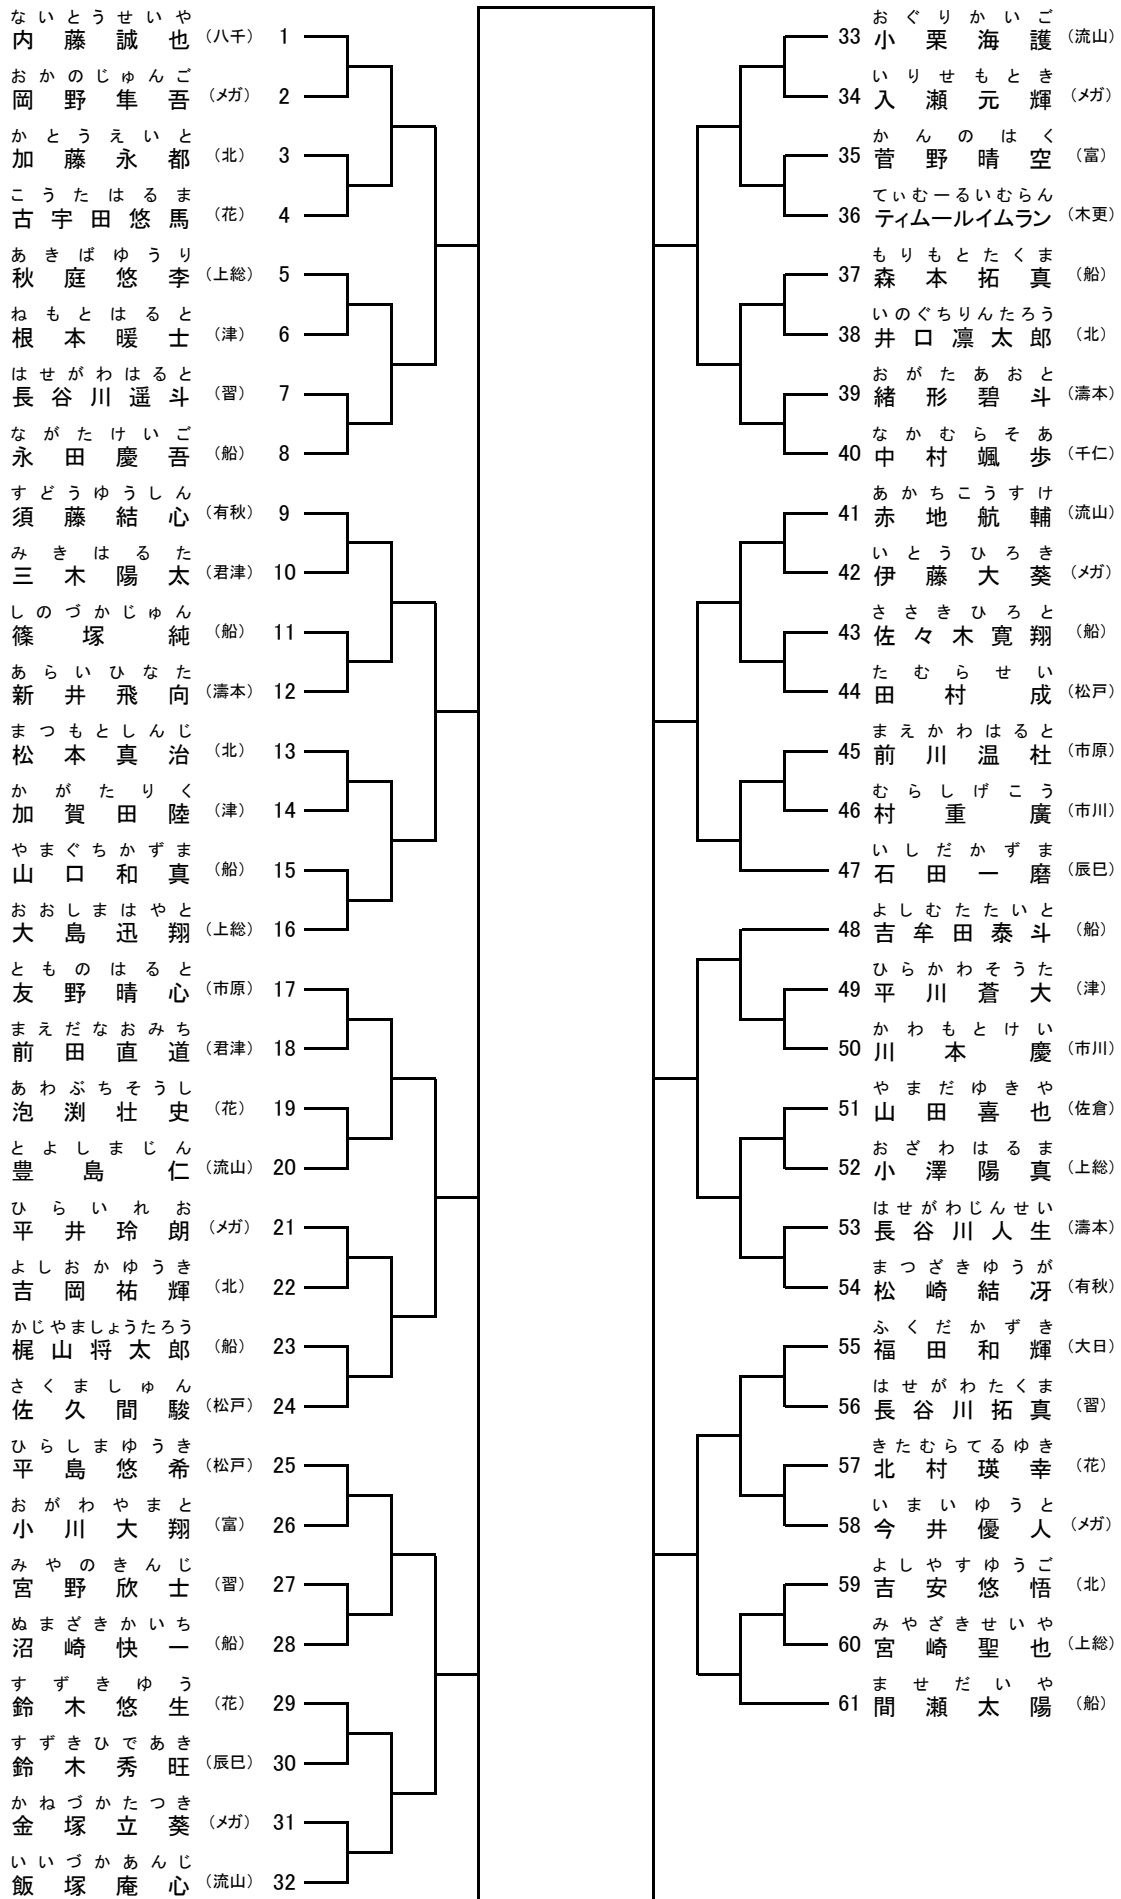 ないとうせいや
内藤誠也 （八千） 1
おかのじゅんご
岡野隼吾 （メガ） 2
かとうえいと
加藤永都 （北） 3
こうたはるま
古宇田悠馬 （花） 4
あきばゆうり
秋庭悠李 （上総） 5
ねもとはると
根本暖士 （津） 6
はせがわはると
長谷川遥斗 （習） 7
ながたけいご
永田慶吾 （船） 8
すどうゆうしん
須藤結心 （有秋） 9
みきはるた
三木陽太 （君津） 10
しのづかじゅん
篠塚純 （船） 11
あらいひなた
新井飛向 （濤本） 12
まつもとしんじ
松本真治 （北） 13
かがたりく
加賀田陸 （津） 14
やまぐちかずま
山口和真 （船） 15
おおしまはやと
大島迅翔 （上総） 16
とものはると
友野晴心 （市原） 17
まえだなおみち
前田直道 （君津） 18
あわぶちそうし
泡渕壮史 （花） 19
とよしまじん
豊島仁 （流山） 20
ひらいれお
平井玲朗 （メガ） 21
よしおかゆうき
吉岡祐輝 （北） 22
かじやましょうたろう
梶山将太郎 （船） 23
さくましゅん
佐久間駿 （松戸） 24
ひらしまゆうき
平島悠希 （松戸） 25
おがわやまと
小川大翔 （富） 26
みやのきんじ
宮野欣士 （習） 27
ぬまざきかいち
沼崎快一 （船） 28
すずきゆう
鈴木悠生 （花） 29
すずきひであき
鈴木秀旺 （辰巳） 30
かねづかたつき
金塚立葵 （メガ） 31
いいづかあんじ
飯塚庵心 （流山） 32
おぐりかいご
33 小栗海護 （流山）
いりせもとき
34 入瀬元輝 （メガ）
かんのはく
35 菅野晴空 （富）
てぃむーるいむらん
36 ティムールイムラン （木更）
もりもとたくま
37 森本拓真 （船）
いのぐちりんたろう
38 井口凛太郎 （北）
おがたあおと
39 緒形碧斗 （濤本）
なかむらそあ
40 中村颯歩 （千仁）
あかちこうすけ
41 赤地航輔 （流山）
いとうひろき
42 伊藤大葵 （メガ）
ささきひろと
43 佐々木寛翔 （船）
たむらせい
44 田村成 （松戸）
まえかわはると
45 前川温杜 （市原）
むらしげこう
46 村重廣 （市川）
いしだかずま
47 石田一磨 （辰巳）
よしむたたいと
48 吉牟田泰斗 （船）
ひらかわそうた
49 平川蒼大 （津）
かわもとけい
50 川本慶 （市川）
やまだゆきや
51 山田喜也 （佐倉）
おざわはるま
52 小澤陽真 （上総）
はせがわじんせい
53 長谷川人生 （濤本）
まつざきゆうが
54 松崎結冴 （有秋）
ふくだかずき
55 福田和輝 （大日）
はせがわたくま
56 長谷川拓真 （習）
きたむらてるゆき
57 北村瑛幸 （花）
いまいゆうと
58 今井優人 （メガ）
よしやすゆうご
59 吉安悠悟 （北）
みやざきせいや
60 宮崎聖也 （上総）
ませだいや
61 間瀬太陽 （船）